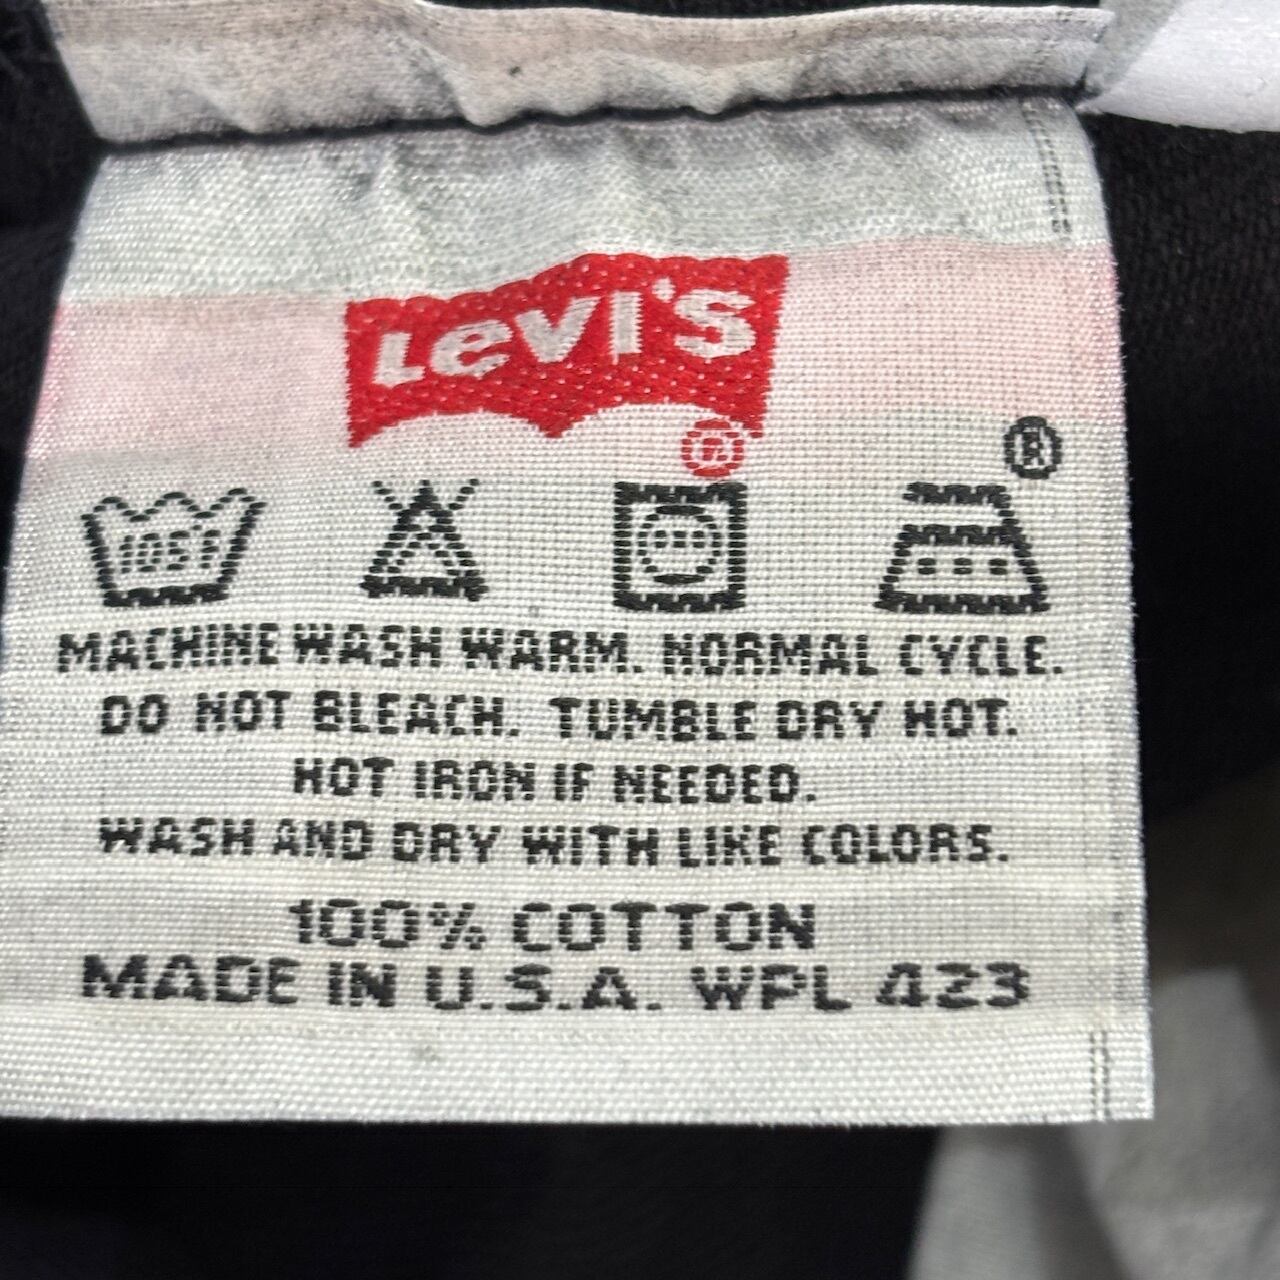 Levi's
®
®
105F
MACHINE WASH WARM. NORMAL CYCLE.
DO NOT BLEACH. TUMBLE DRY HOT.
HOT IRON IF NEEDED.
WASH AND DRY WITH LIKE COLORS.
100% COTTON
MADE IN U.S.A. WPL 423